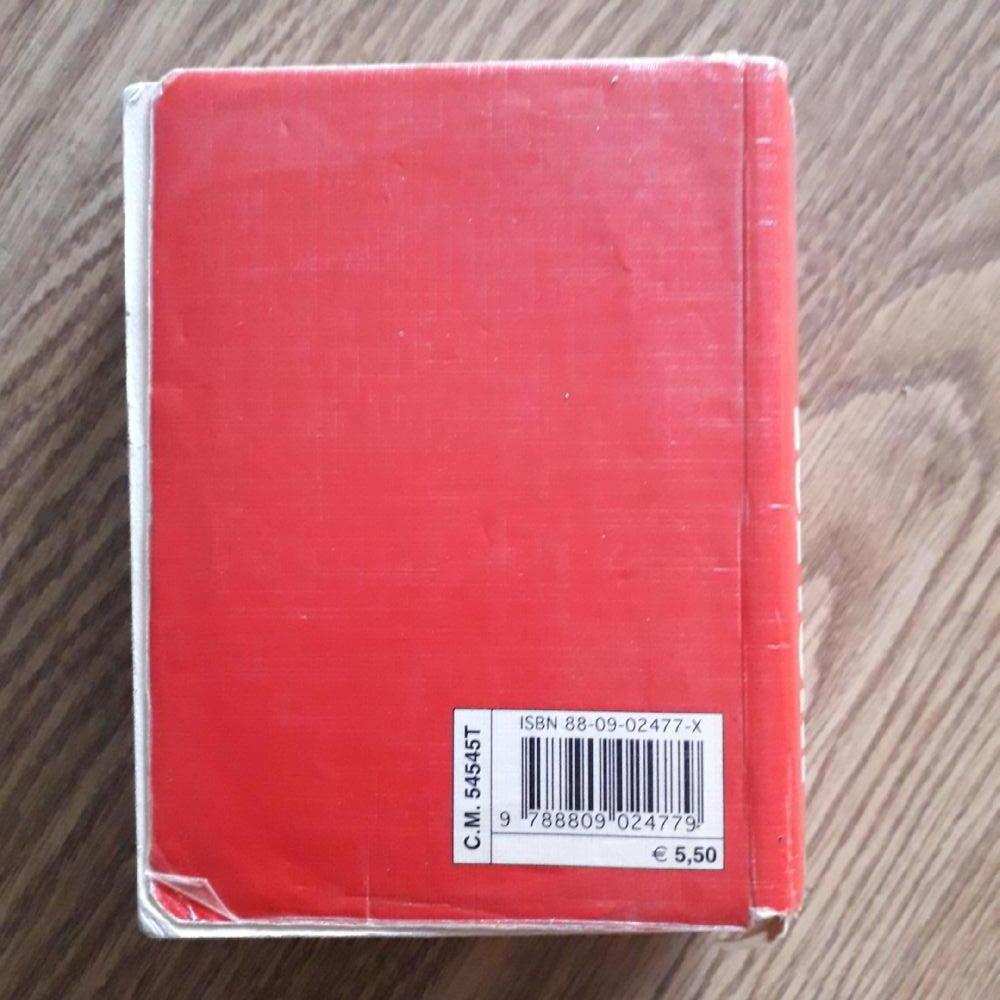 C.M. 54545T
ISBN 88-09-02477-X
9 788809 024779
€ 5,50